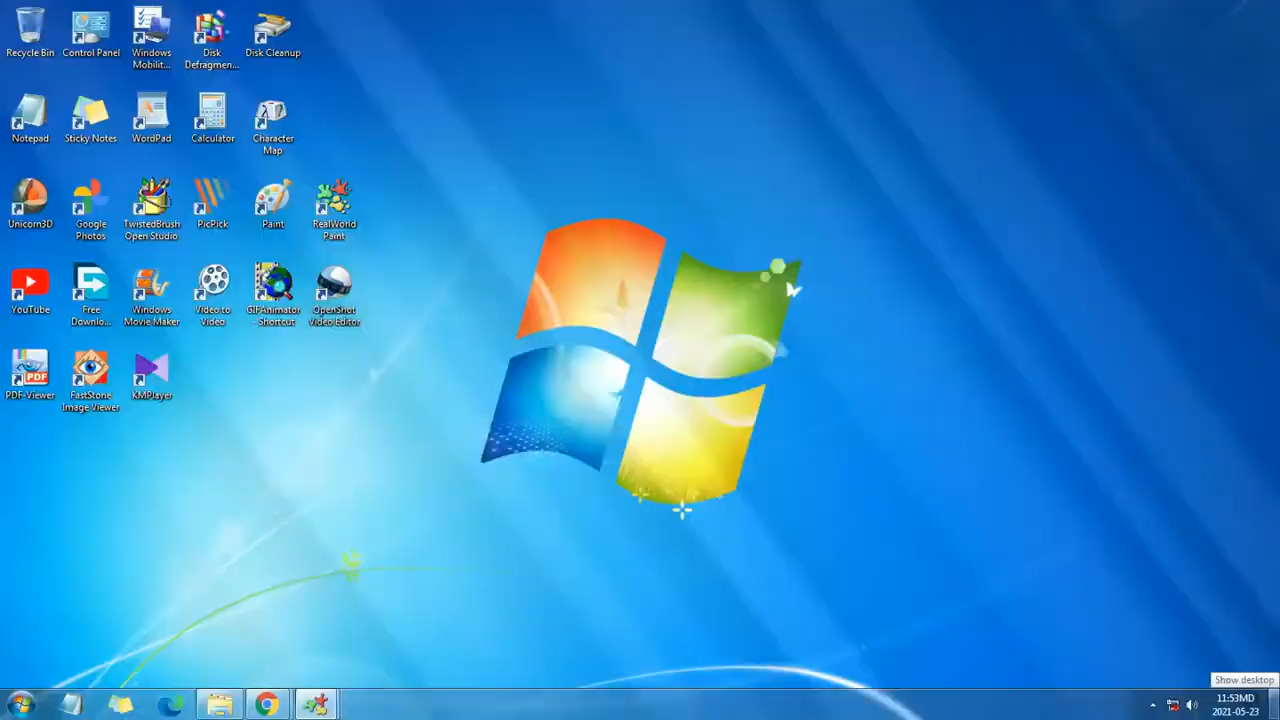 Recycle Bin
Control Panel
Windows
Mobilit...
Disk
Defragmen...
Disk Cleanup
Notepad
Sticky Notes
WordPad
Calculator
Character
Map
Unicorn3D
Google
Photos
TwistedBrush
Open Studio
PicPick
Paint
RealWorld
Paint
YouTube
Free
Downlo...
Windows
Movie Maker
Video to
Video
GIFAnimator
- Shortcut
OpenShot
Video Editor
PDF
PDF-Viewer
FastStone
Image Viewer
KMPlayer
Show desktop
11:53MD
2021-05-23